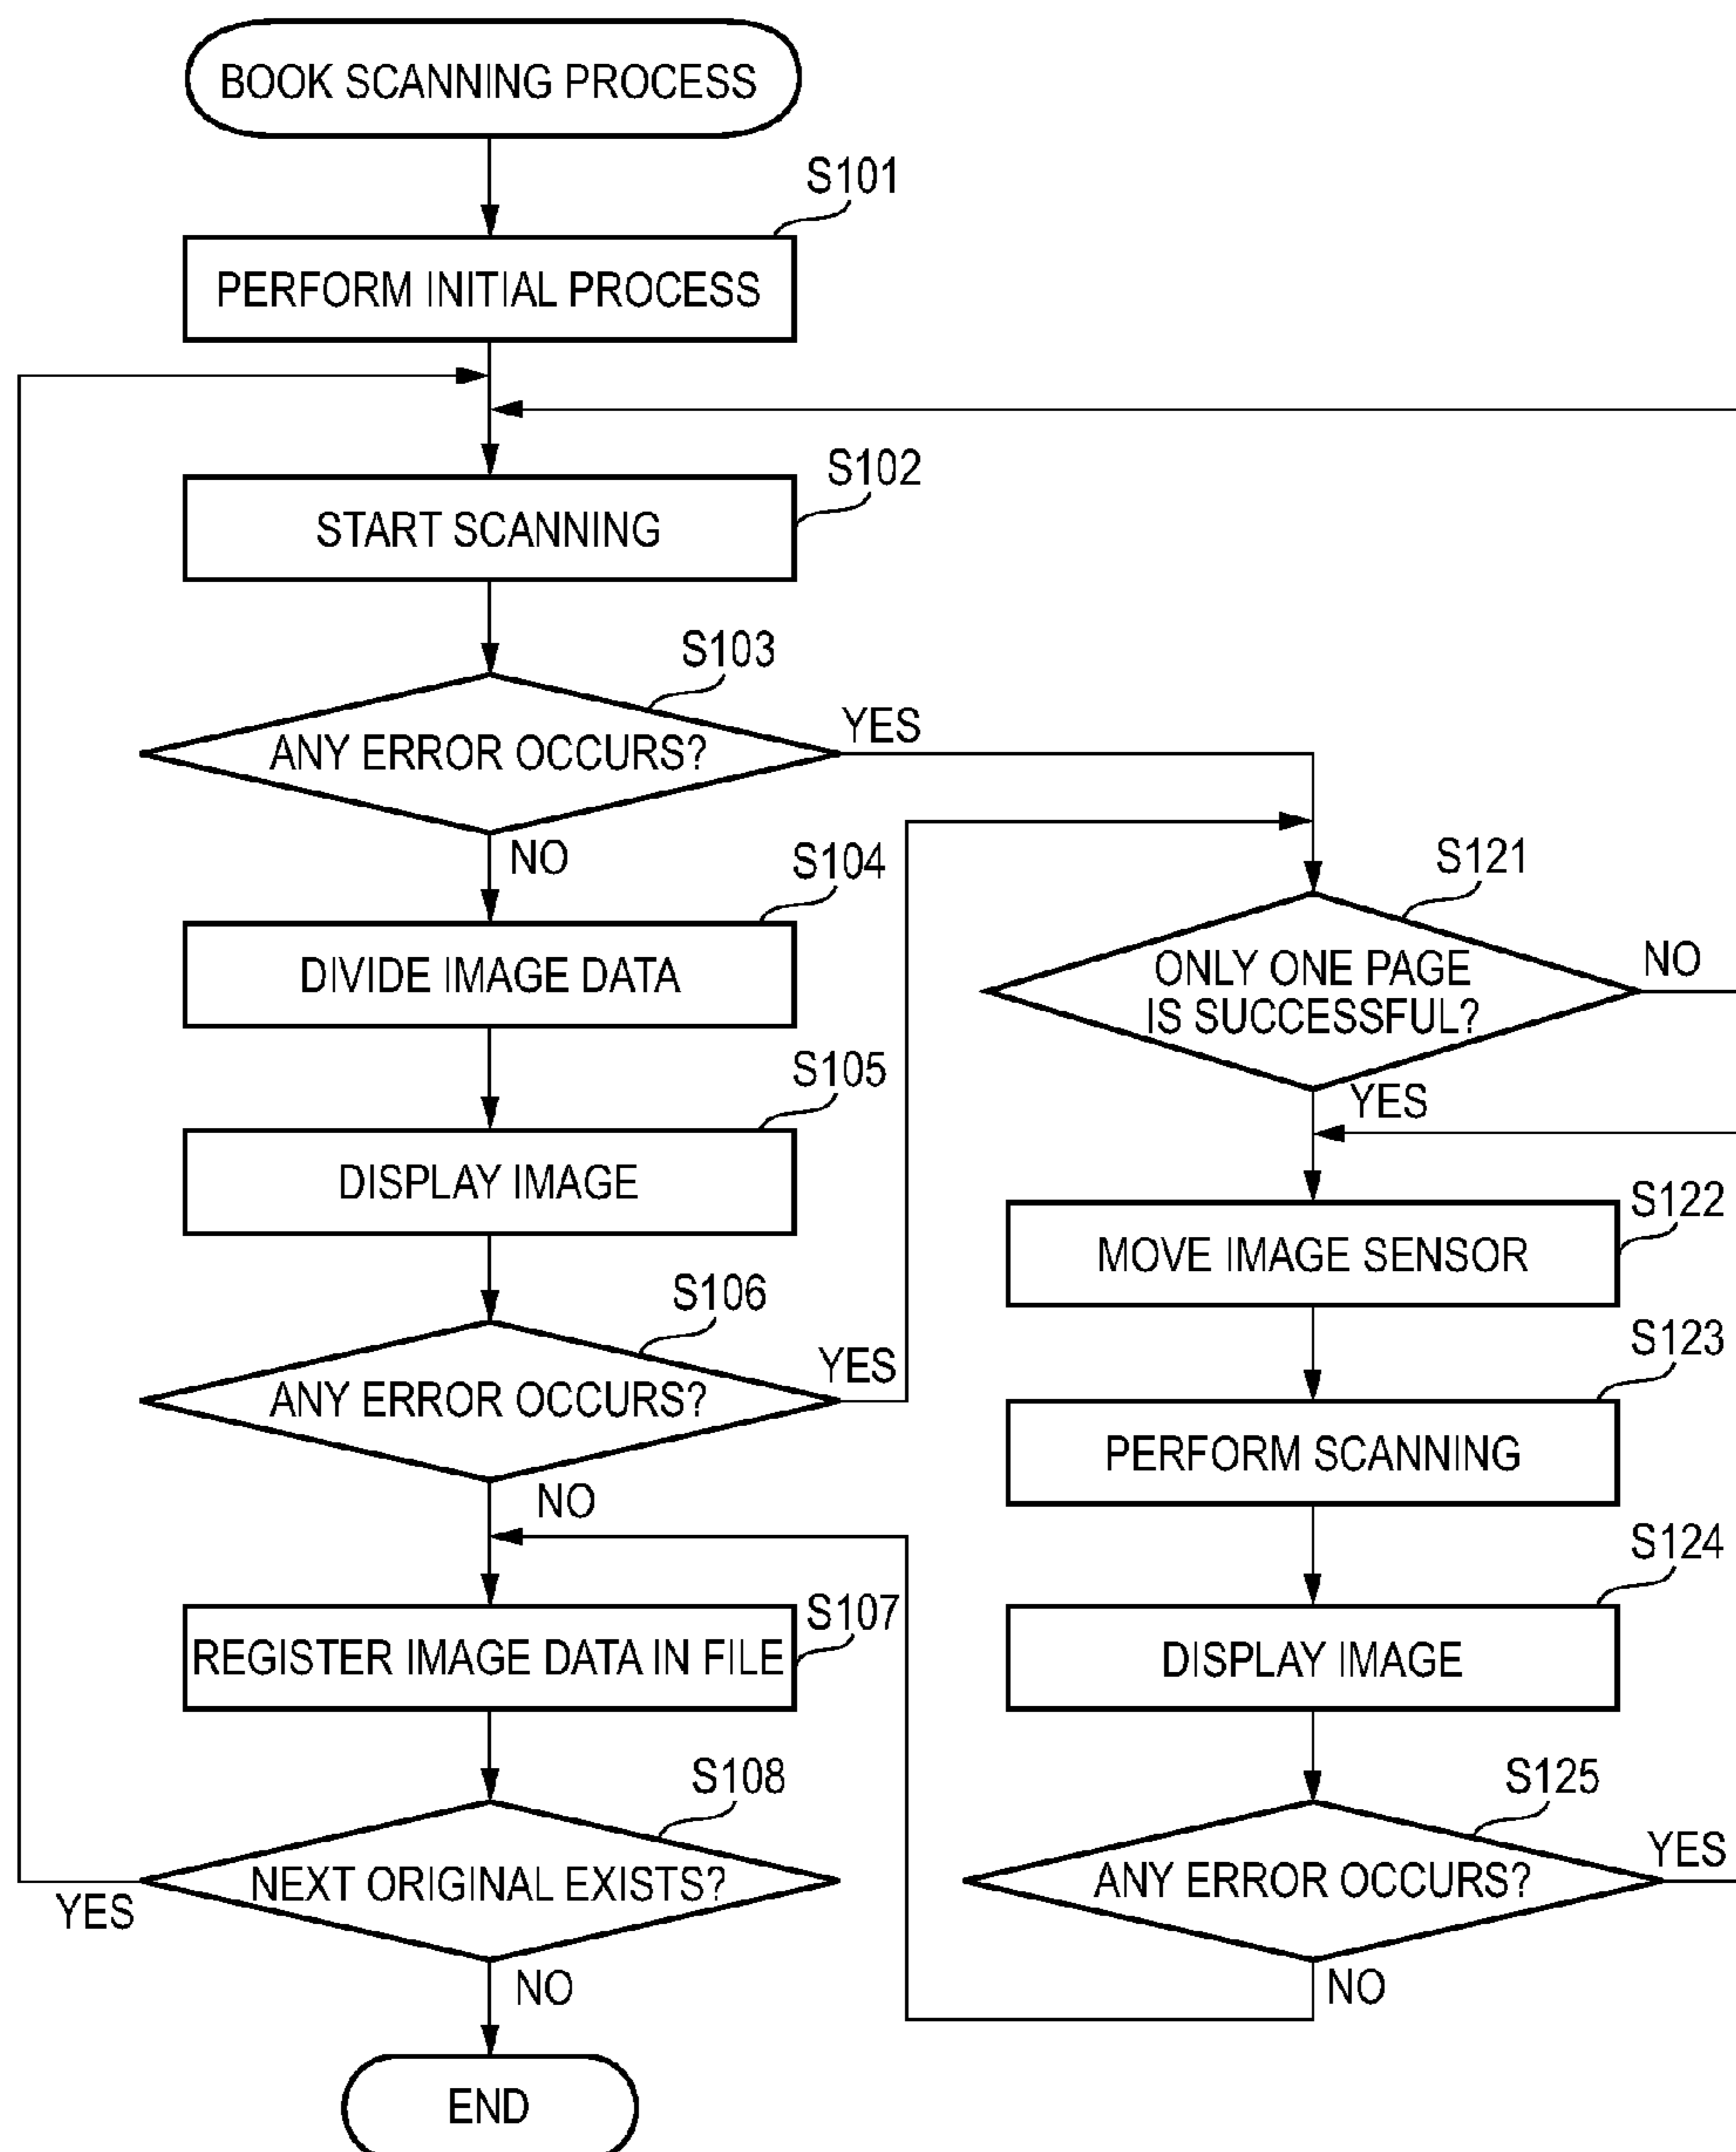 BOOK SCANNING PROCESS
S101
PERFORM INITIAL PROCESS
S102
START SCANNING
S103
ANY ERROR OCCURS?
YES
NO
S104
DIVIDE IMAGE DATA
S105
DISPLAY IMAGE
S106
ANY ERROR OCCURS?
YES
NO
S107
REGISTER IMAGE DATA IN FILE
S108
NEXT ORIGINAL EXISTS?
YES
NO
END
S121
ONLY ONE PAGE
IS SUCCESSFUL?
NO
YES
S122
MOVE IMAGE SENSOR
S123
PERFORM SCANNING
S124
DISPLAY IMAGE
S125
ANY ERROR OCCURS?
YES
NO